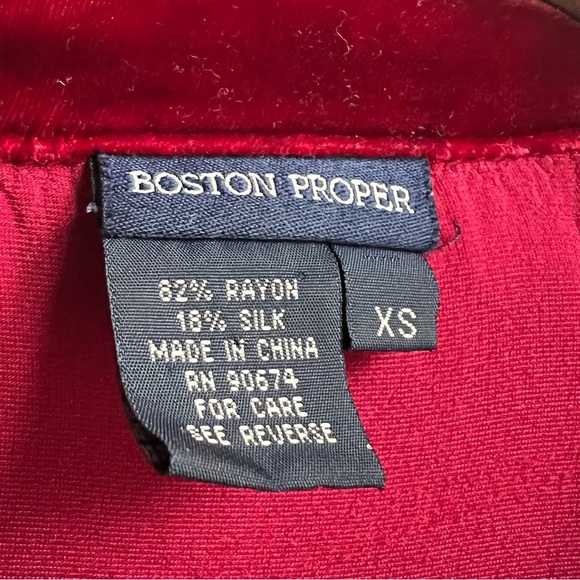 BOSTON PROPER
82% RAYON
18% SILK
MADE IN CHINA
RN 90674
FOR CARE
SEE REVERSE
XS